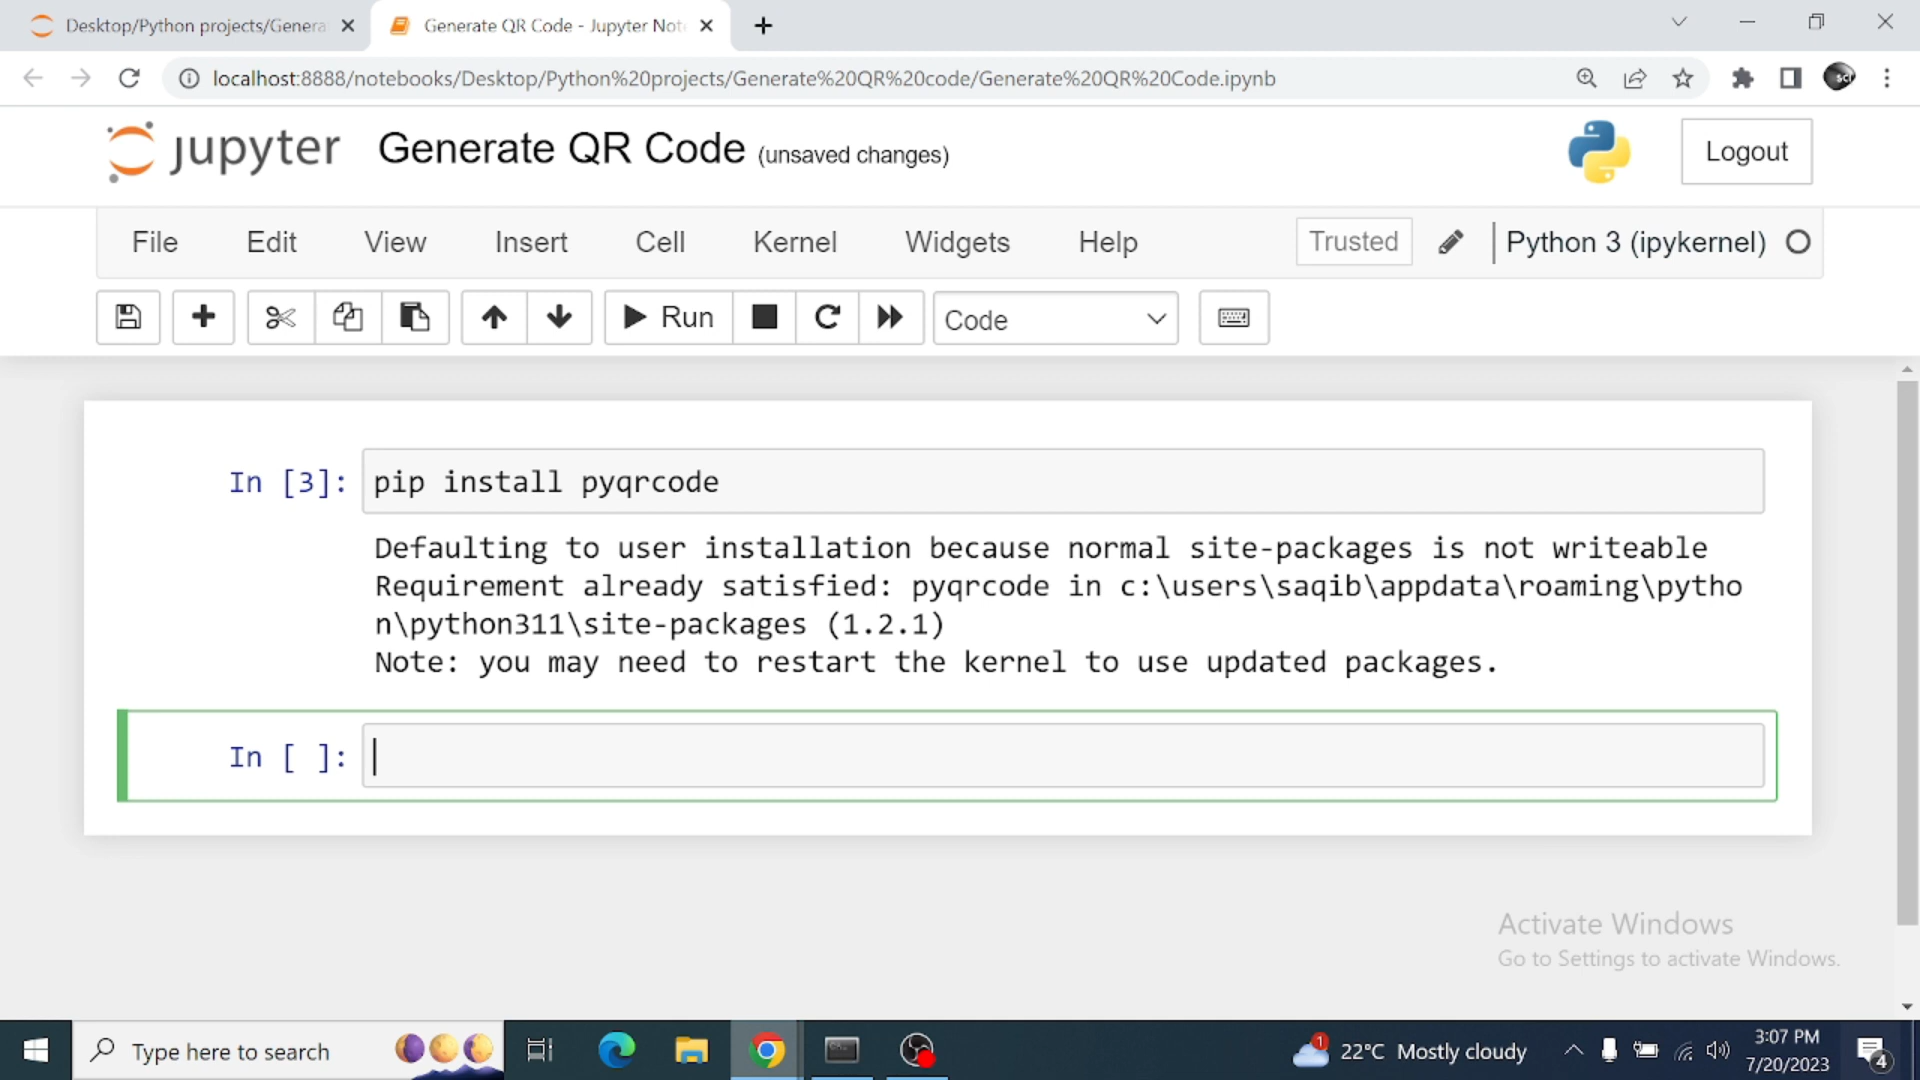 Desktop/Python projects/Genera
Generate QR Code - Jupyter Not
localhost:8888/notebooks/Desktop/Python%20projects/Generate%20QR%20code/Generate%20QR%20Code.ipynb
jupyter Generate QR Code (unsaved changes)
Logout
File Edit View Insert Cell Kernel Widgets Help Trusted Python 3 (ipykernel)
Run Code
In [3]: pip install pyqrcode
Defaulting to user installation because normal site-packages is not writeable
Requirement already satisfied: pyqrcode in c:\users\saqib\appdata\roaming\pytho
n\python311\site-packages (1.2.1)
Note: you may need to restart the kernel to use updated packages.
In [ ]:
Activate Windows
Go to Settings to activate Windows.
Type here to search
1
22°C Mostly cloudy
3:07 PM
7/20/2023
4